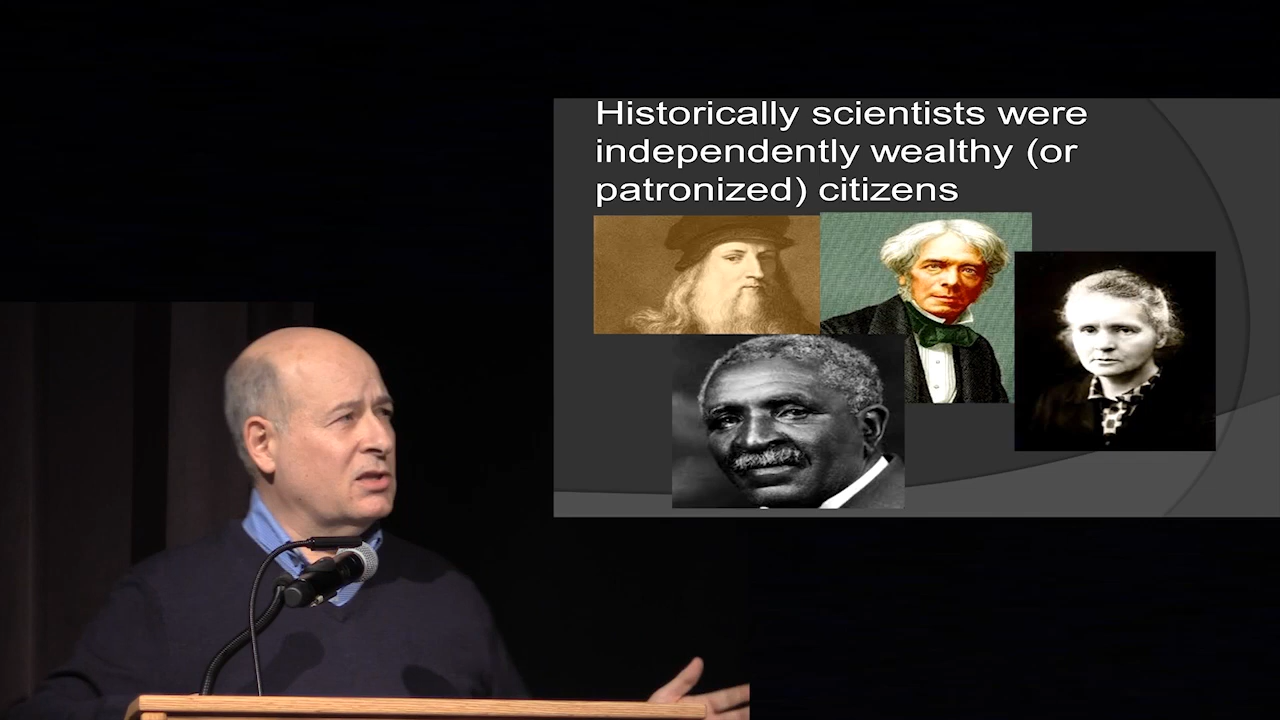 Historically scientists were
independently wealthy (or
patronized) citizens